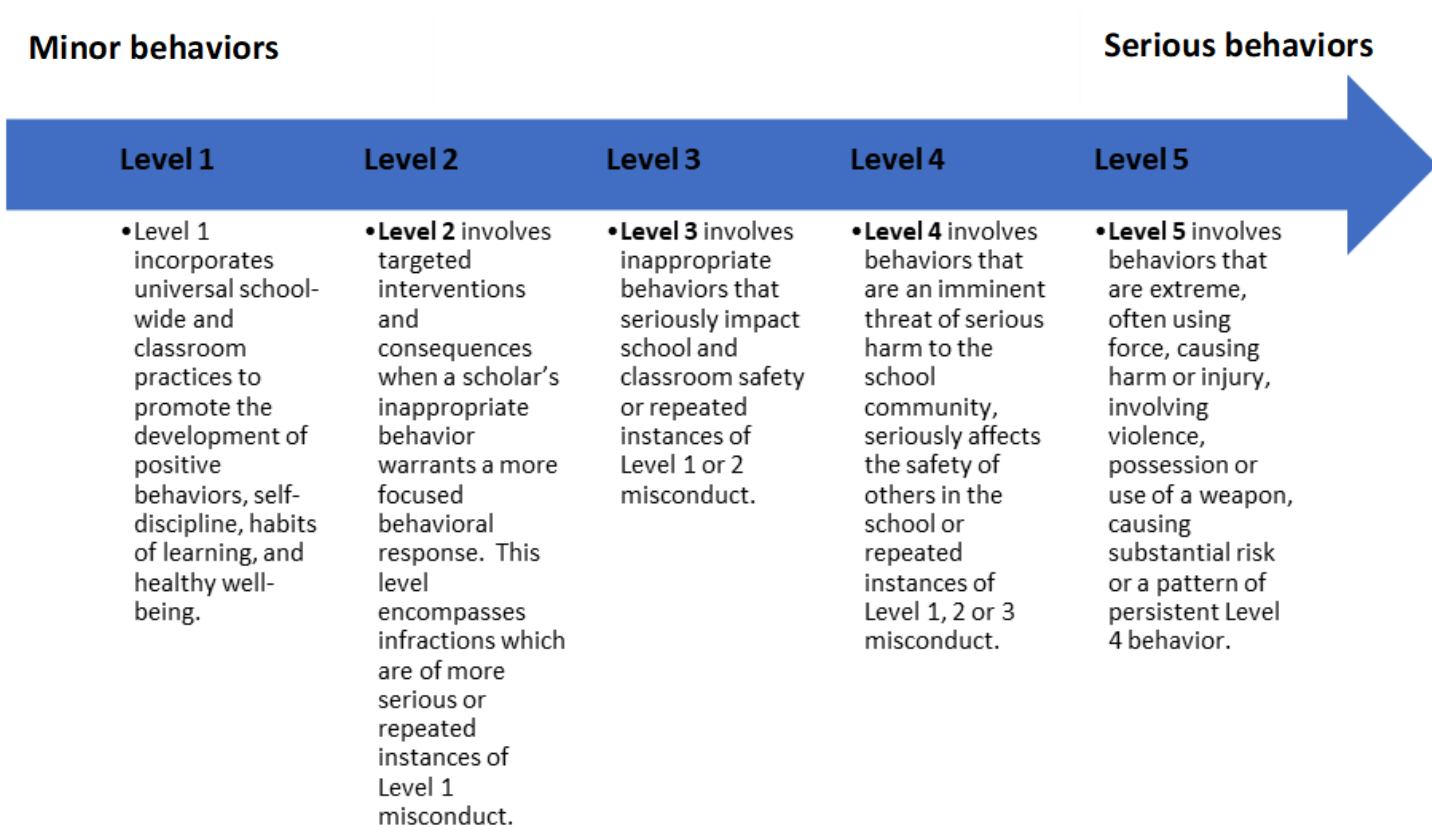 Minor behaviors
Serious behaviors
Level 1
Level 2
Level 3
Level 4
Level 5
•Level 1
incorporates
universal school-
wide and
classroom
practices to
promote the
development of
positive
behaviors, self-
discipline, habits
of learning, and
healthy well-
being.
•Level 2 involves
targeted
interventions
and
consequences
when a scholar’s
inappropriate
behavior
warrants a more
focused
behavioral
response.  This
level
encompasses
infractions which
are of more
serious or
repeated
instances of
Level 1
misconduct.
•Level 3 involves
inappropriate
behaviors that
seriously impact
school and
classroom safety
or repeated
instances of
Level 1 or 2
misconduct.
•Level 4 involves
behaviors that
are an imminent
threat of serious
harm to the
school
community,
seriously affects
the safety of
others in the
school or
repeated
instances of
Level 1, 2 or 3
misconduct.
•Level 5 involves
behaviors that
are extreme,
often using
force, causing
harm or injury,
involving
violence,
possession or
use of a weapon,
causing
substantial risk
or a pattern of
persistent Level
4 behavior.